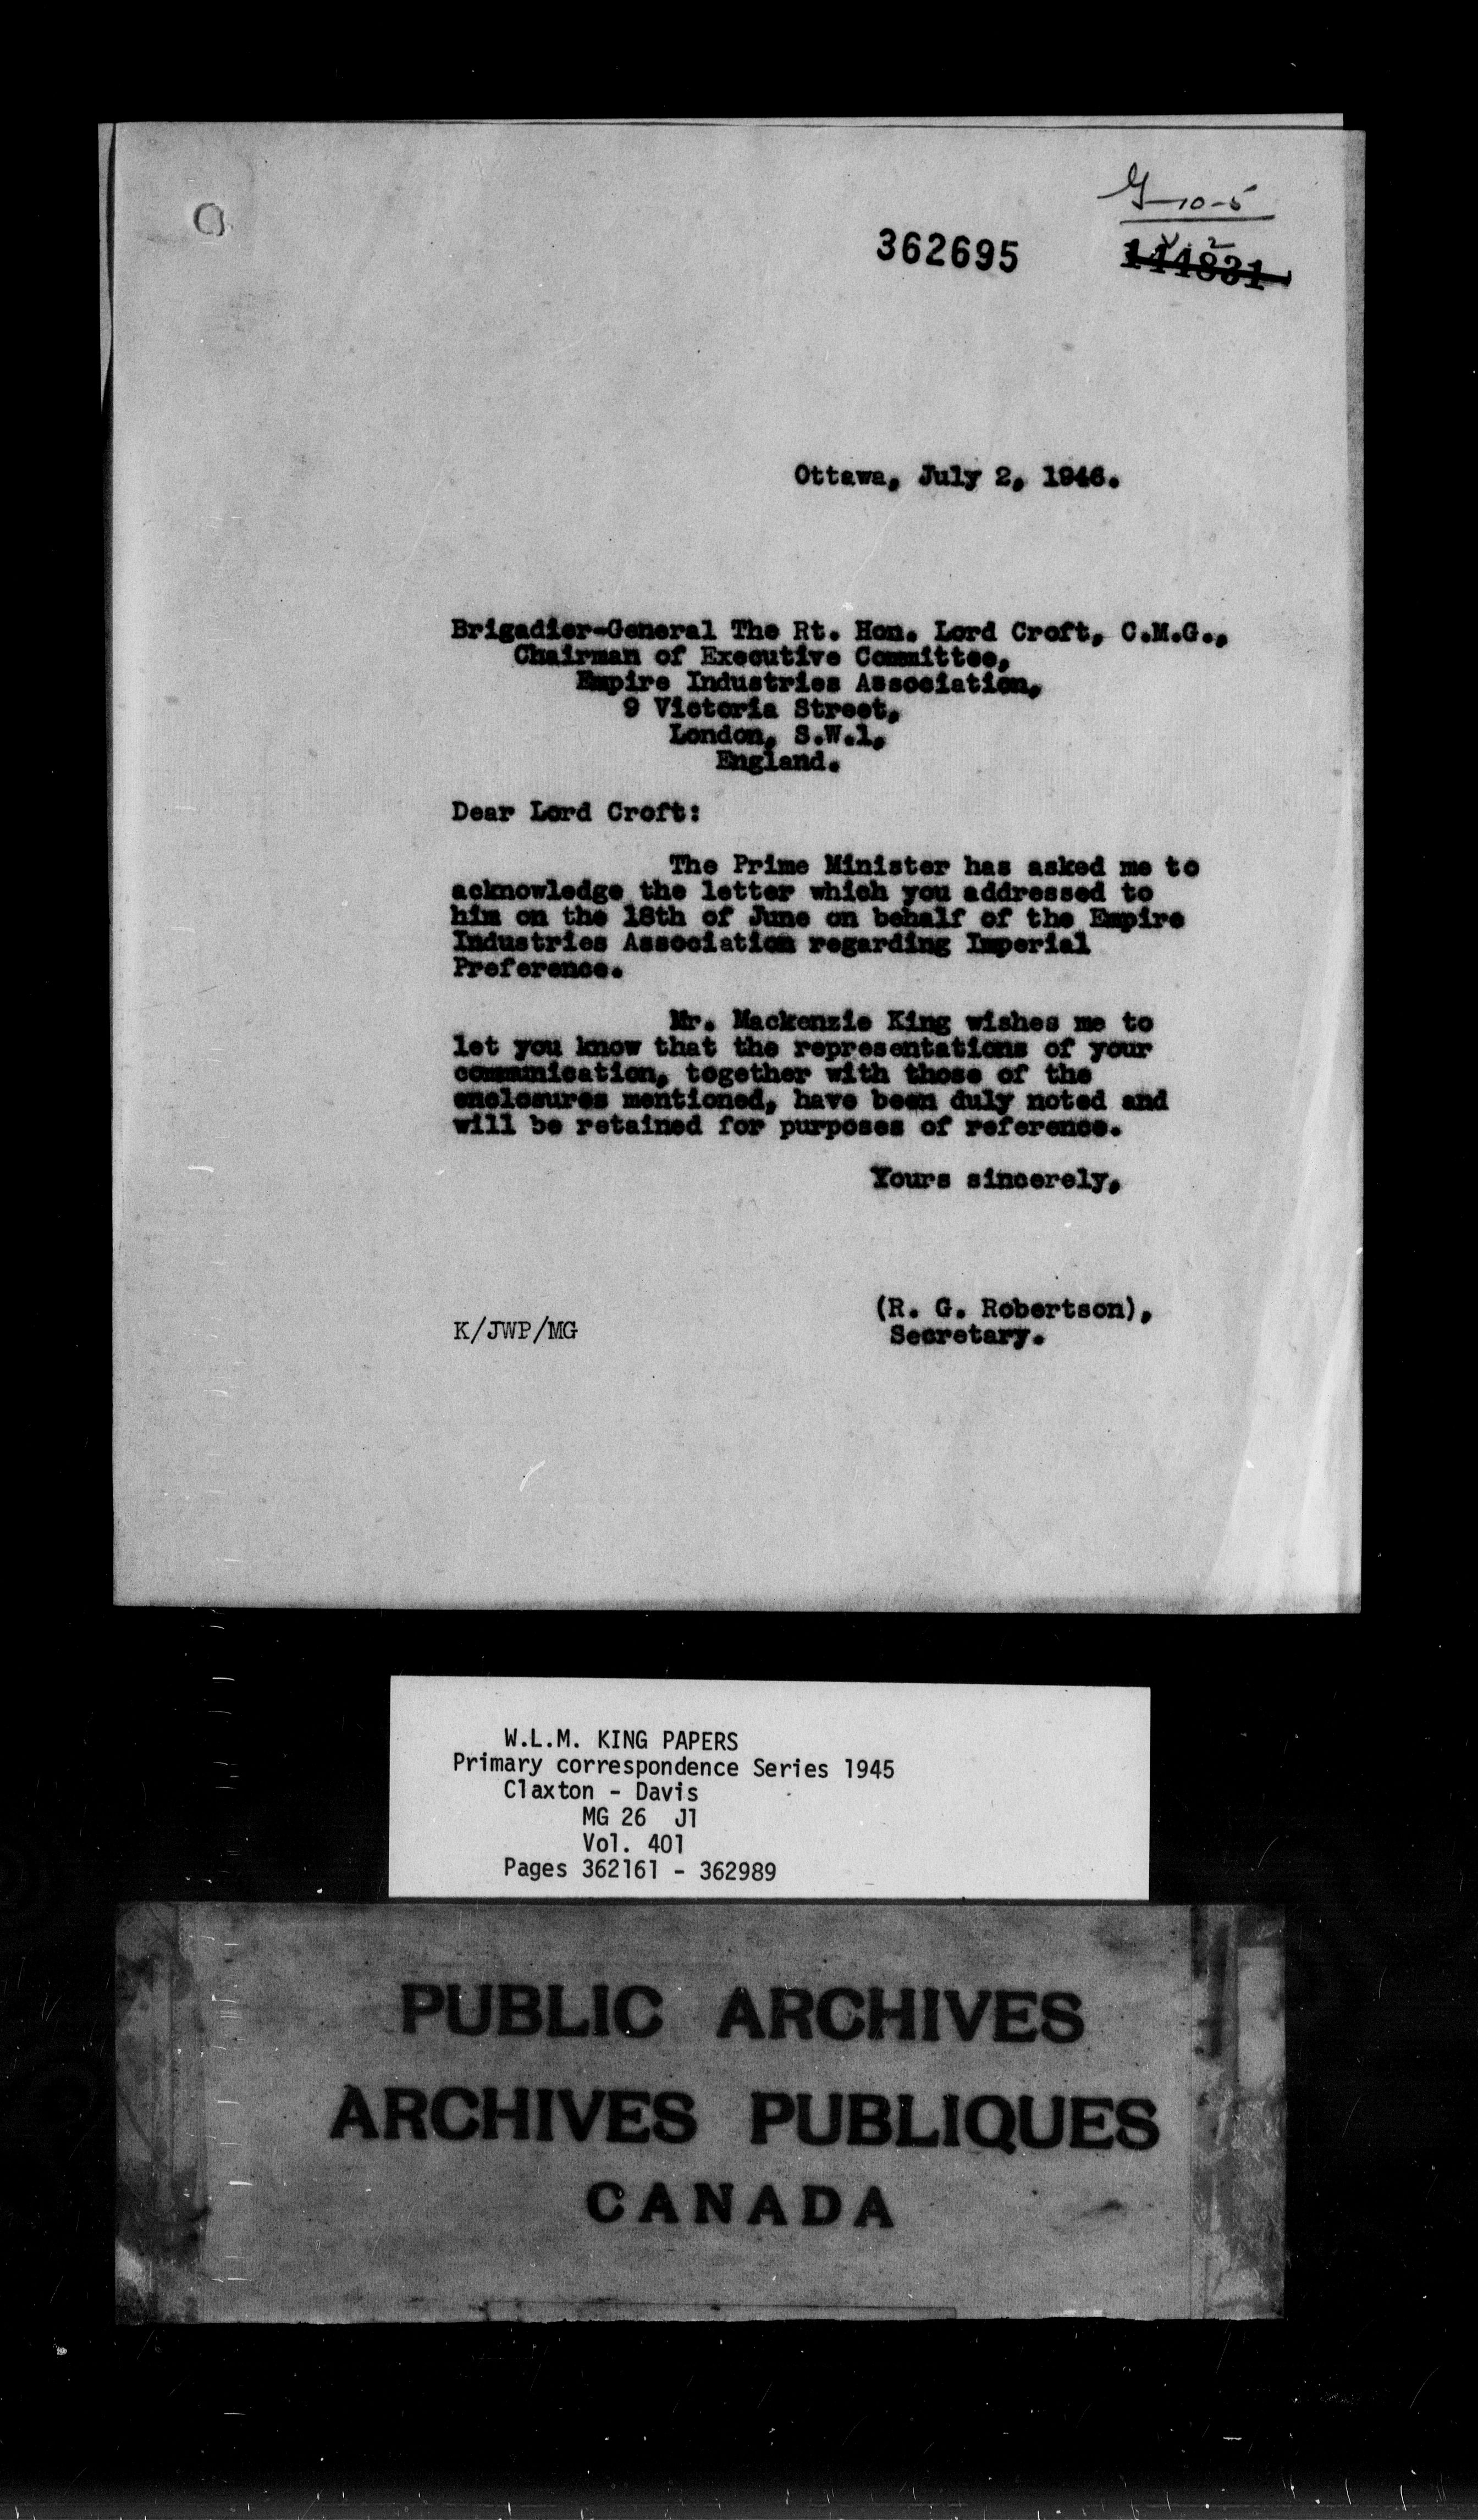 G-10-5
V. 2
362695
144831
Ottawa, July 2, 1946.
Brigadier-General The Rt. Hon. Lord Croft, C.M.G.,
Chairman of Executive Committee,
Empire Industries Association,
9 Victoria Street,
London, S.W.1,
England.
Dear Lord Croft:
The Prime Minister has asked me to
acknowledge the letter which you addressed to
him on the 18th of June on behalf of the Empire
Industries Association regarding Imperial
Preference.
Mr. Mackenzie King wishes me to
let you know that the representations of your
communication, together with those of the
enclosures mentioned, have been duly noted and
will be retained for purposes of reference.
Yours sincerely,
(R. G. Robertson),
K/JWP/MG
Secretary.
W.L.M. KING PAPERS
Primary correspondence Series 1945
Claxton - Davis
MG 26 J1
Vol. 401
Pages 362161 - 362989
PUBLIC ARCHIVES
ARCHIVES PUBLIQUES
CANADA